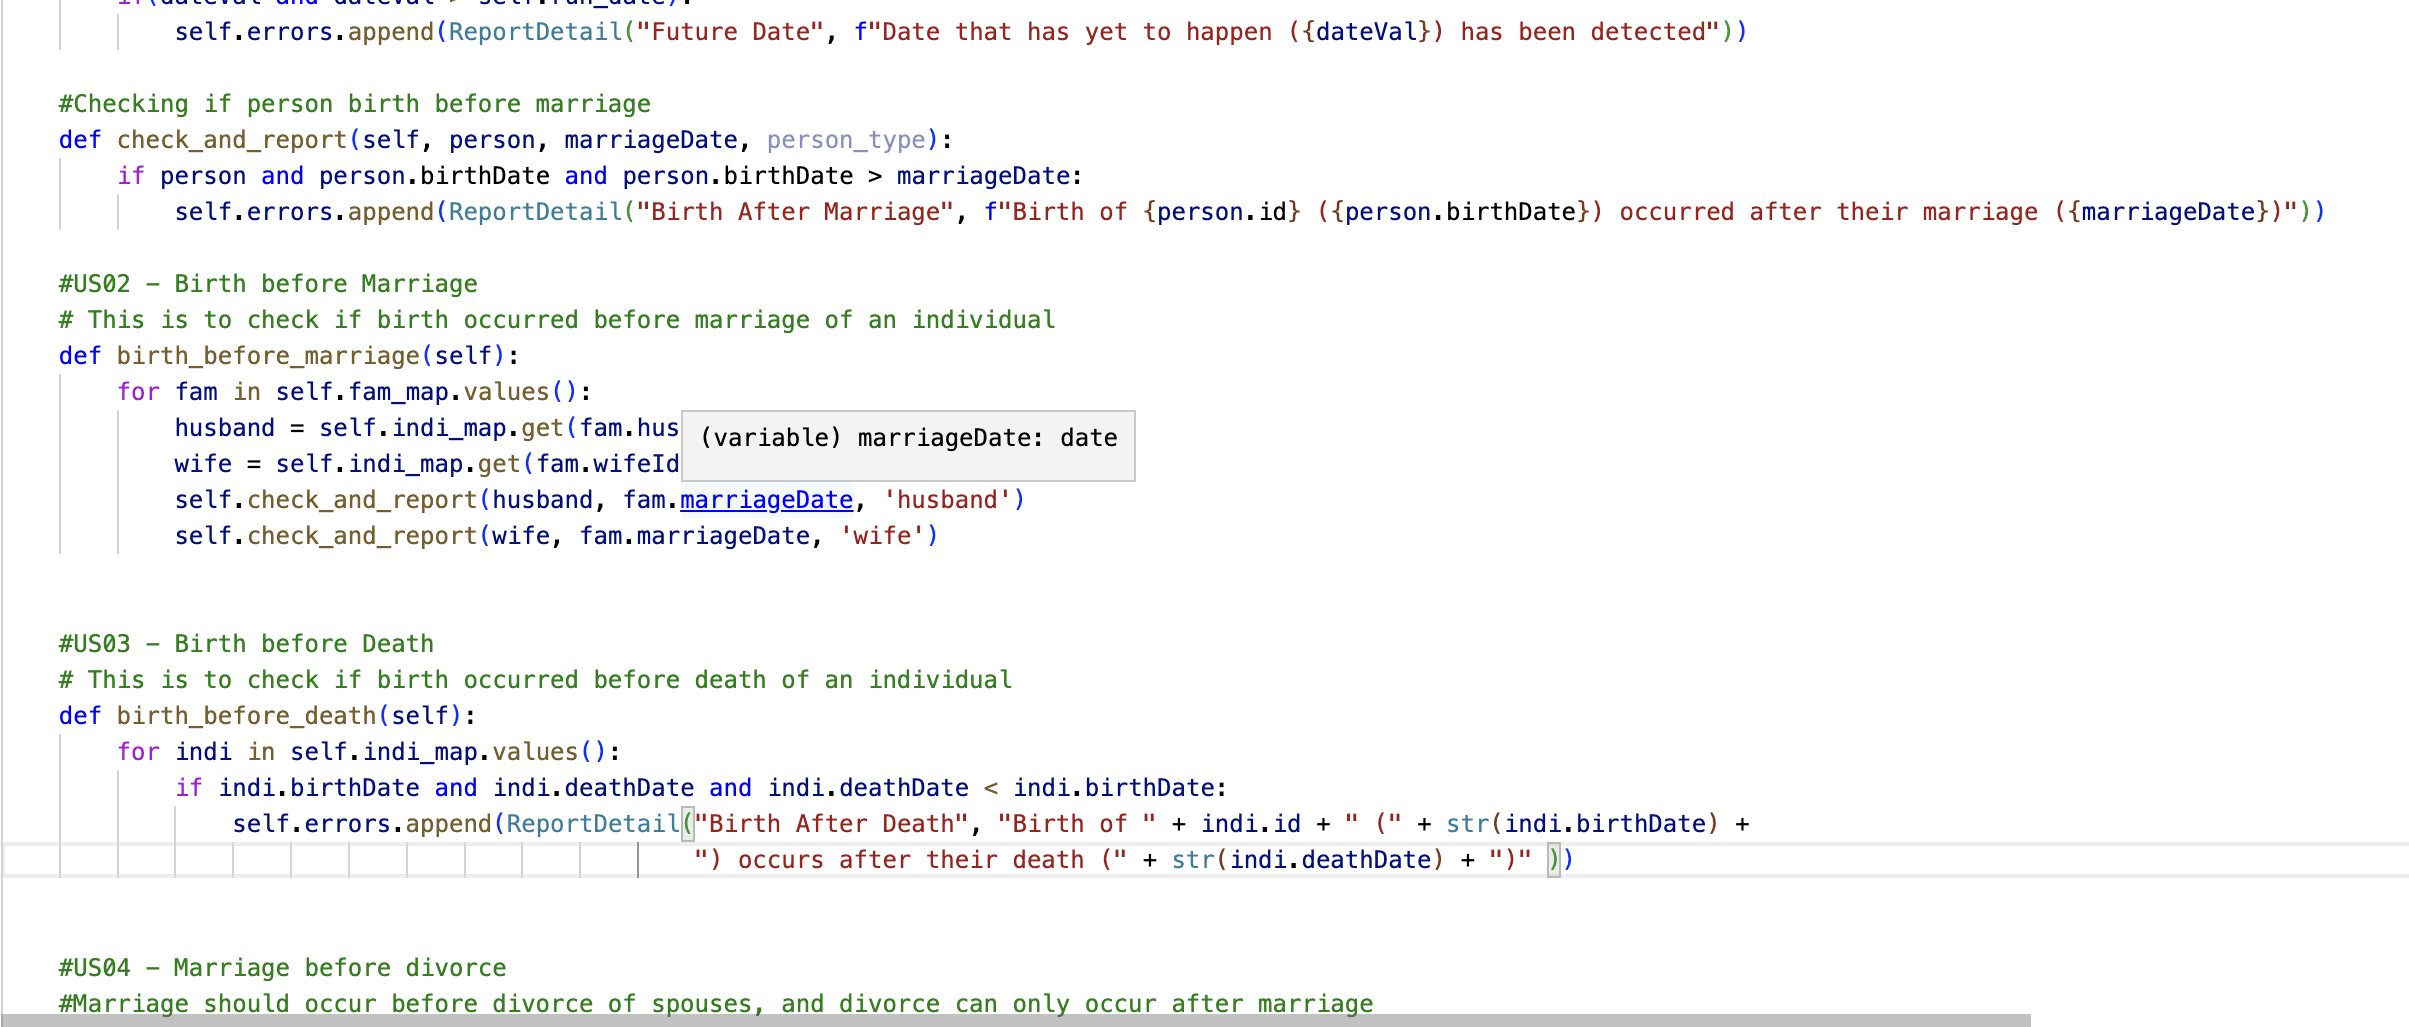 if(dateVal and dateVal > self.run_date):
self.errors.append(ReportDetail("Future Date", f"Date that has yet to happen ({dateVal}) has been detected"))
#Checking if person birth before marriage
def check_and_report(self, person, marriageDate, person_type):
if person and person.birthDate and person.birthDate > marriageDate:
self.errors.append(ReportDetail("Birth After Marriage", f"Birth of {person.id} ({person.birthDate}) occurred after their marriage ({marriageDate})"))
#US02 – Birth before Marriage
# This is to check if birth occurred before marriage of an individual
def birth_before_marriage(self):
for fam in self.fam_map.values():
husband = self.indi_map.get(fam.hus
(variable) marriageDate: date
wife = self.indi_map.get(fam.wifeId
self.check_and_report(husband, fam.marriageDate, 'husband')
self.check_and_report(wife, fam.marriageDate, 'wife')
#US03 – Birth before Death
# This is to check if birth occurred before death of an individual
def birth_before_death(self):
for indi in self.indi_map.values():
if indi.birthDate and indi.deathDate and indi.deathDate < indi.birthDate:
self.errors.append(ReportDetail("Birth After Death", "Birth of " + indi.id + " (" + str(indi.birthDate) +
") occurs after their death (" + str(indi.deathDate) + ")" ))
#US04 – Marriage before divorce
#Marriage should occur before divorce of spouses, and divorce can only occur after marriage